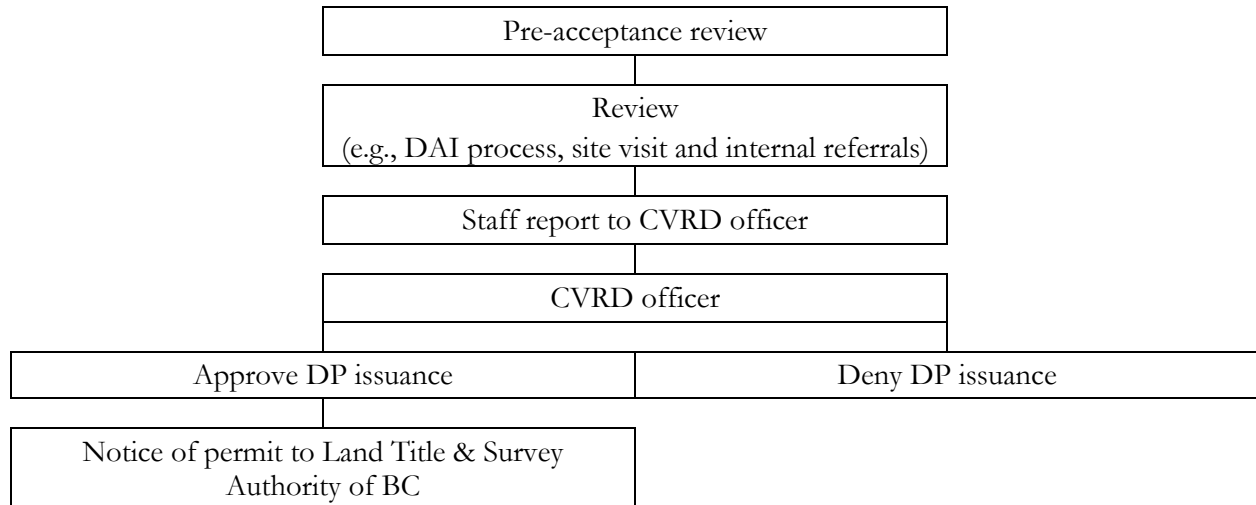 Pre-acceptance review
Review
(e.g., DAI process, site visit and internal referrals)
Staff report to CVRD officer
CVRD officer
Approve DP issuance
Deny DP issuance
Notice of permit to Land Title & Survey
Authority of BC